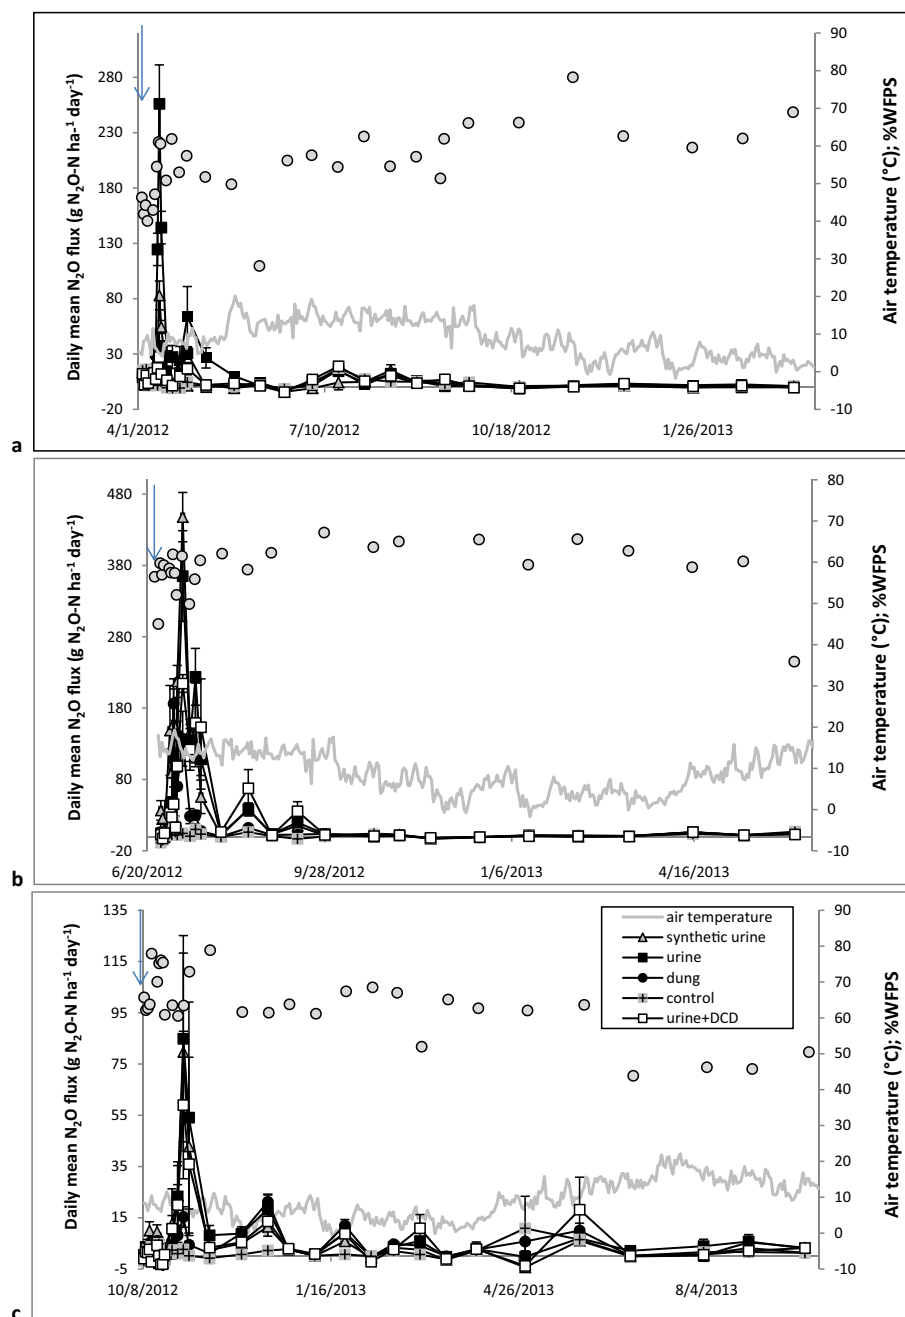 Daily mean N₂O flux (g N₂O-N ha⁻¹ day⁻¹)
280
230
180
130
80
30
-20
90
80
70
60
50
40
30
20
10
0
-10
Air temperature (°C); %WFPS
4/1/2012 7/10/2012 10/18/2012 1/26/2013
a
Daily mean N₂O flux (g N₂O-N ha⁻¹ day⁻¹)
480
380
280
180
80
-20
80
70
60
50
40
30
20
10
0
-10
Air temperature (°C); %WFPS
6/20/2012 9/28/2012 1/6/2013 4/16/2013
b
Daily mean N₂O flux (g N₂O-N ha⁻¹ day⁻¹)
135
115
95
75
55
35
15
-5
air temperature
synthetic urine
urine
dung
control
urine+DCD
90
80
70
60
50
40
30
20
10
0
-10
Air temperature (°C); %WFPS
10/8/2012 1/16/2013 4/26/2013 8/4/2013
c